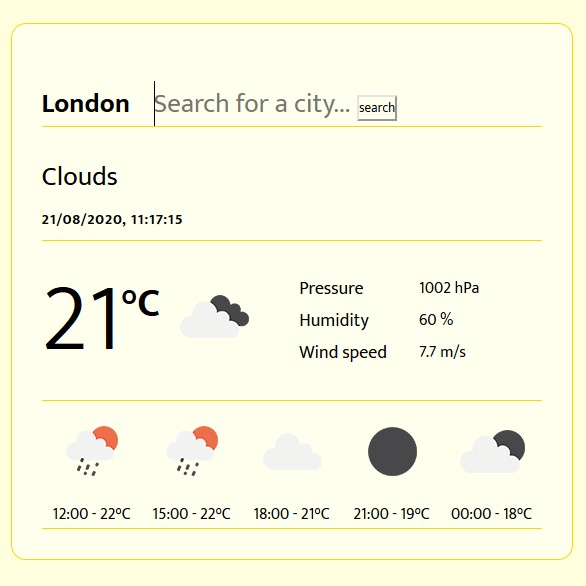 London Search for a city... search
Clouds
21/08/2020, 11:17:15
21ºC
Pressure 1002 hPa
Humidity 60 %
Wind speed 7.7 m/s
12:00 - 22ºC 15:00 - 22ºC 18:00 - 21ºC 21:00 - 19ºC 00:00 - 18ºC